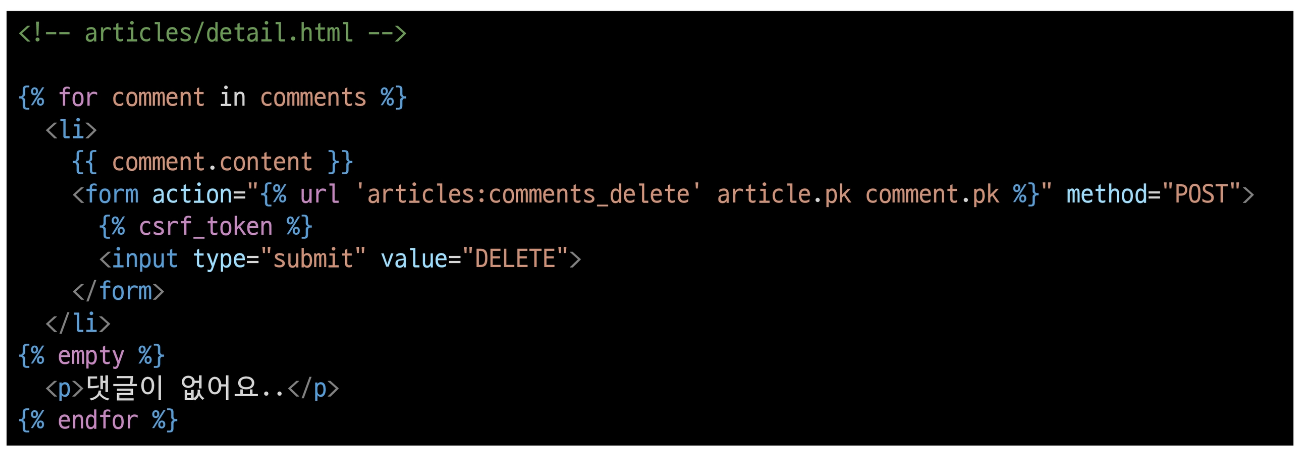 <!-- articles/detail.html -->
{% for comment in comments %}
<li>
{{ comment.content }}
<form action="{% url 'articles:comments_delete' article.pk comment.pk %}" method="POST">
{% csrf_token %}
<input type="submit" value="DELETE">
</form>
</li>
{% empty %}
<p>댓글이 없어요..</p>
{% endfor %}